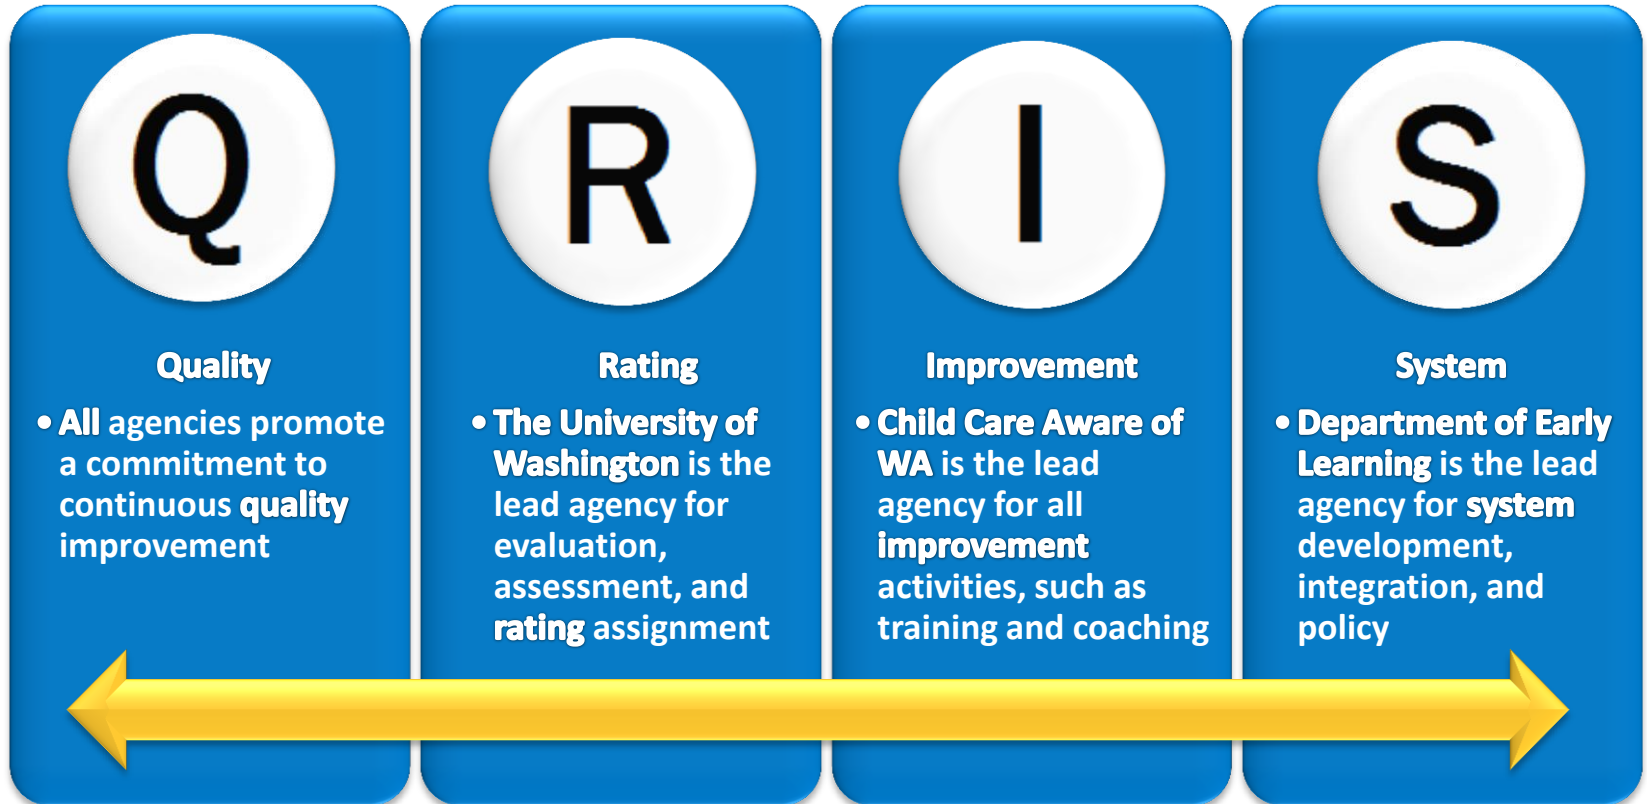 Q
Quality
• All agencies promote
a commitment to
continuous quality
improvement
R
Rating
• The University of
Washington is the
lead agency for
evaluation,
assessment, and
rating assignment
I
Improvement
• Child Care Aware of
WA is the lead
agency for all
improvement
activities, such as
training and coaching
S
System
• Department of Early
Learning is the lead
agency for system
development,
integration, and
policy